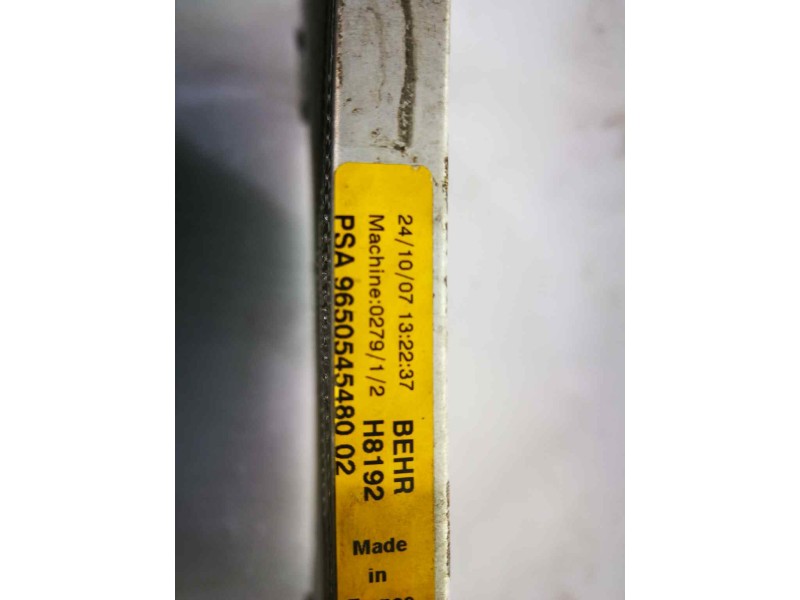 24/10/07 13:22:37 BEHR
Machine:0279/1/2 H8192
PSA 9650545480 02
Made
in